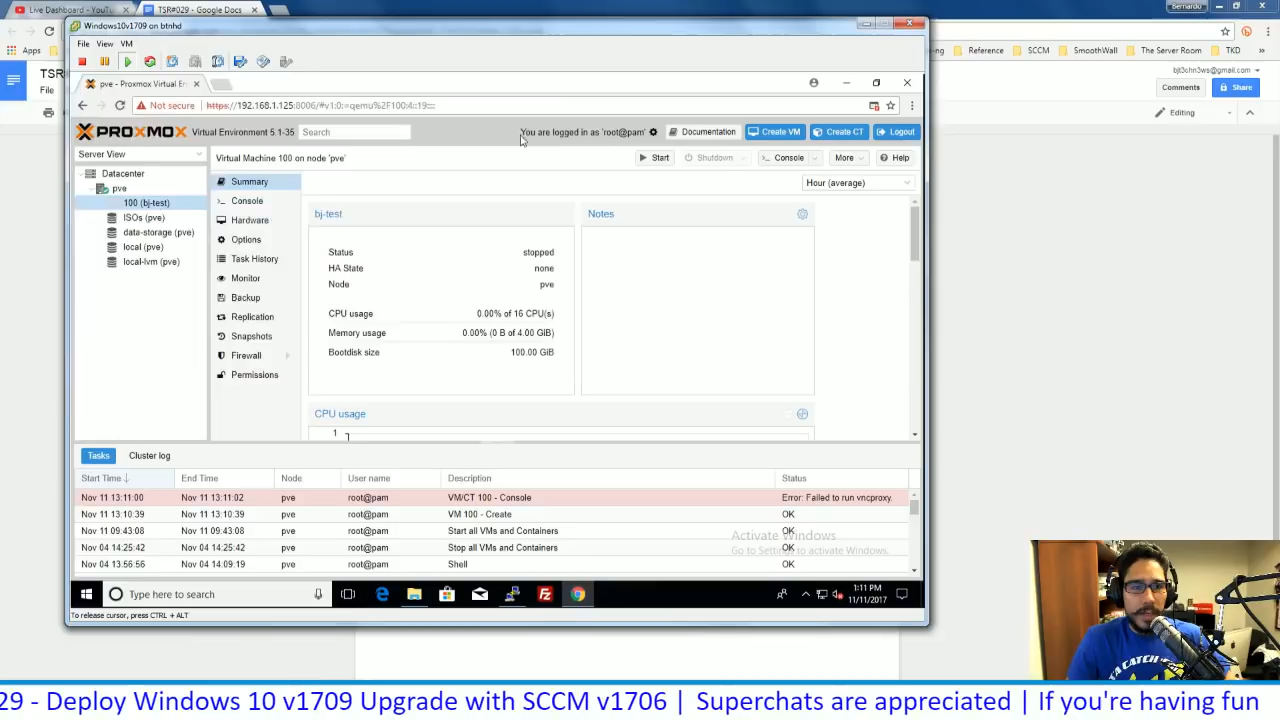 Live Dashboard - YouTu
TSR#029 - Google Docs
Bernardo
Apps
Reference
SCCM
SmoothWall
The Server Room
TKD
TSR
File
bjt3chn3ws@gmail.com
Comments
Share
Editing
Windows10v1709 on btnhd
File View VM
pve - Proxmox Virtual En
Not secure https://192.168.1.125:8006/#v1:0:=qemu%2F100:4::19:::
PROXMOX Virtual Environment 5.1-35 Search You are logged in as 'root@pam' Documentation Create VM Create CT Logout
Server View
Virtual Machine 100 on node 'pve' Start Shutdown Console More Help
Datacenter
pve
100 (bj-test)
ISOs (pve)
data-storage (pve)
local (pve)
local-lvm (pve)
Summary
Console
Hardware
Options
Task History
Monitor
Backup
Replication
Snapshots
Firewall
Permissions
Hour (average)
bj-test
Status stopped
HA State none
Node pve
CPU usage 0.00% of 16 CPU(s)
Memory usage 0.00% (0 B of 4.00 GiB)
Bootdisk size 100.00 GiB
Notes
CPU usage
1
Tasks Cluster log
Start Time End Time Node User name Description Status
Nov 11 13:11:00 Nov 11 13:11:02 pve root@pam VM/CT 100 - Console Error: Failed to run vncproxy.
Nov 11 13:10:39 Nov 11 13:10:39 pve root@pam VM 100 - Create OK
Nov 11 09:43:08 Nov 11 09:43:08 pve root@pam Start all VMs and Containers OK
Nov 04 14:25:42 Nov 04 14:25:42 pve root@pam Stop all VMs and Containers OK
Nov 04 13:56:56 Nov 04 14:09:19 pve root@pam Shell OK
Activate Windows
Go to Settings to activate Windows.
Type here to search
1:11 PM
11/11/2017
To release cursor, press CTRL + ALT
29 - Deploy Windows 10 v1709 Upgrade with SCCM v1706 | Superchats are appreciated | If you're having fun